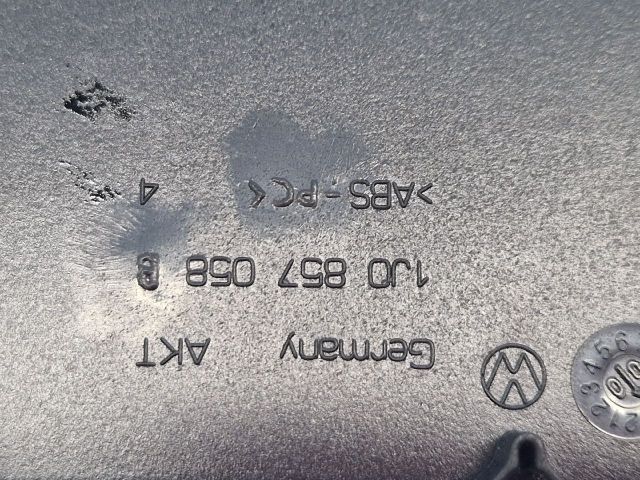 Germany AKT
1J0 857 058 B
>ABS-PC< 4